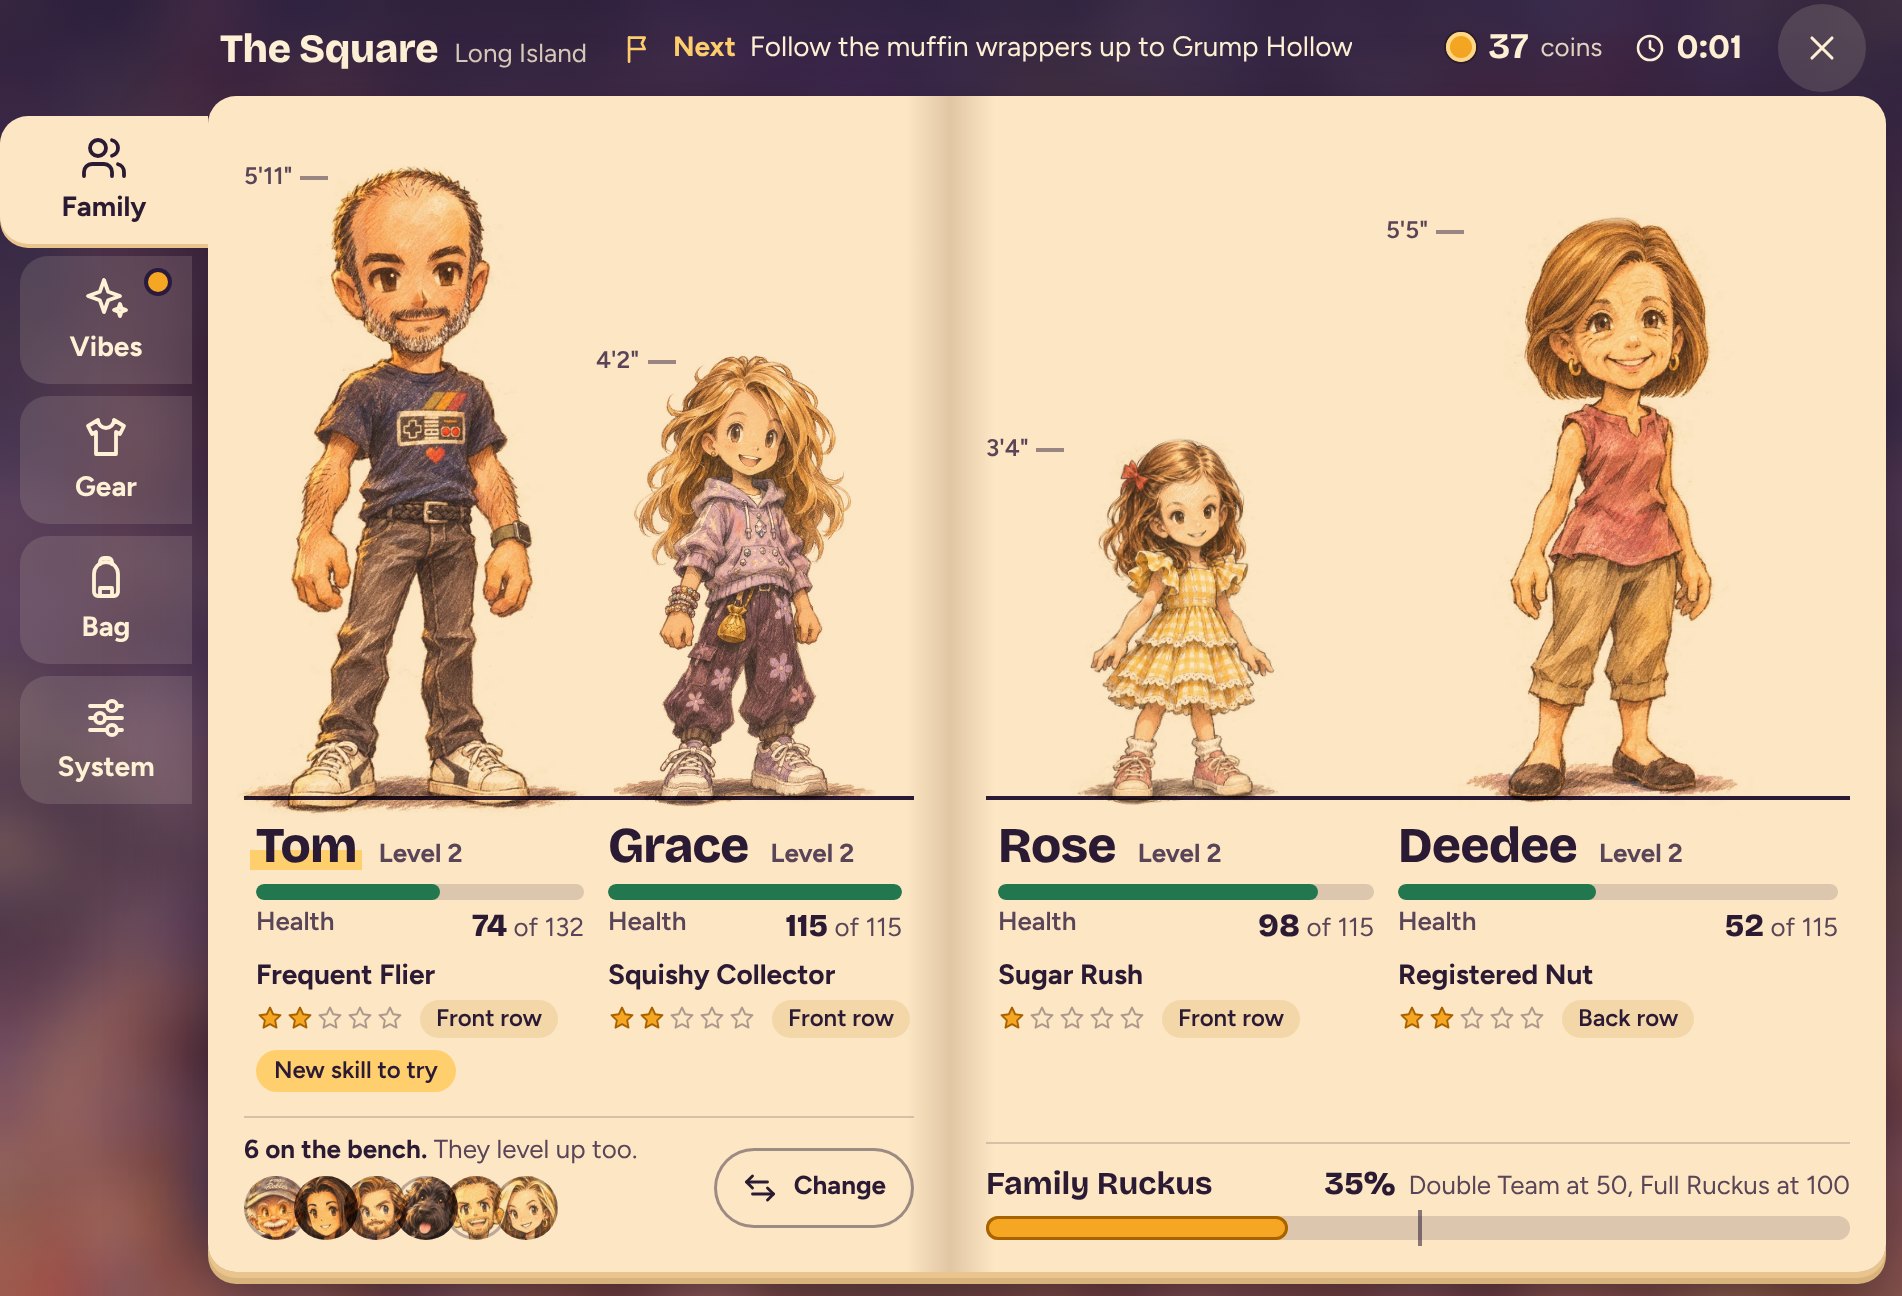 The Square Long Island Next Follow the muffin wrappers up to Grump Hollow 37 coins 0:01
Family
Vibes
Gear
Bag
System
5'11"
4'2"
3'4"
5'5"
Tom Level 2
Health 74 of 132
Frequent Flier
Front row
New skill to try
Grace Level 2
Health 115 of 115
Squishy Collector
Front row
Rose Level 2
Health 98 of 115
Sugar Rush
Front row
Deedee Level 2
Health 52 of 115
Registered Nut
Back row
6 on the bench. They level up too.
Change
Family Ruckus 35% Double Team at 50, Full Ruckus at 100